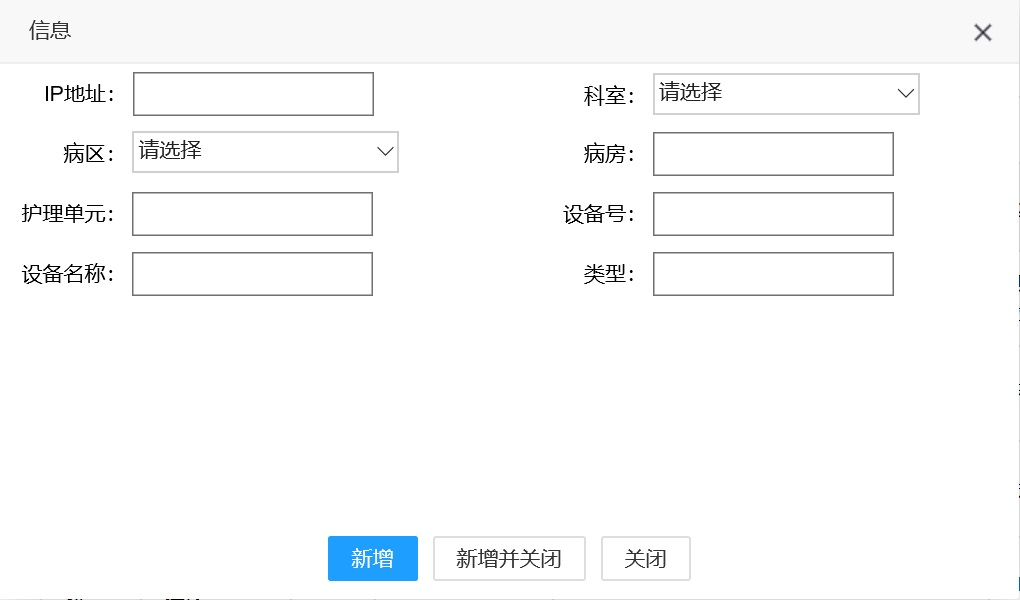 信息
IP地址： 科室： 请选择
病区： 请选择 病房：
护理单元： 设备号：
设备名称： 类型：
新增 新增并关闭 关闭